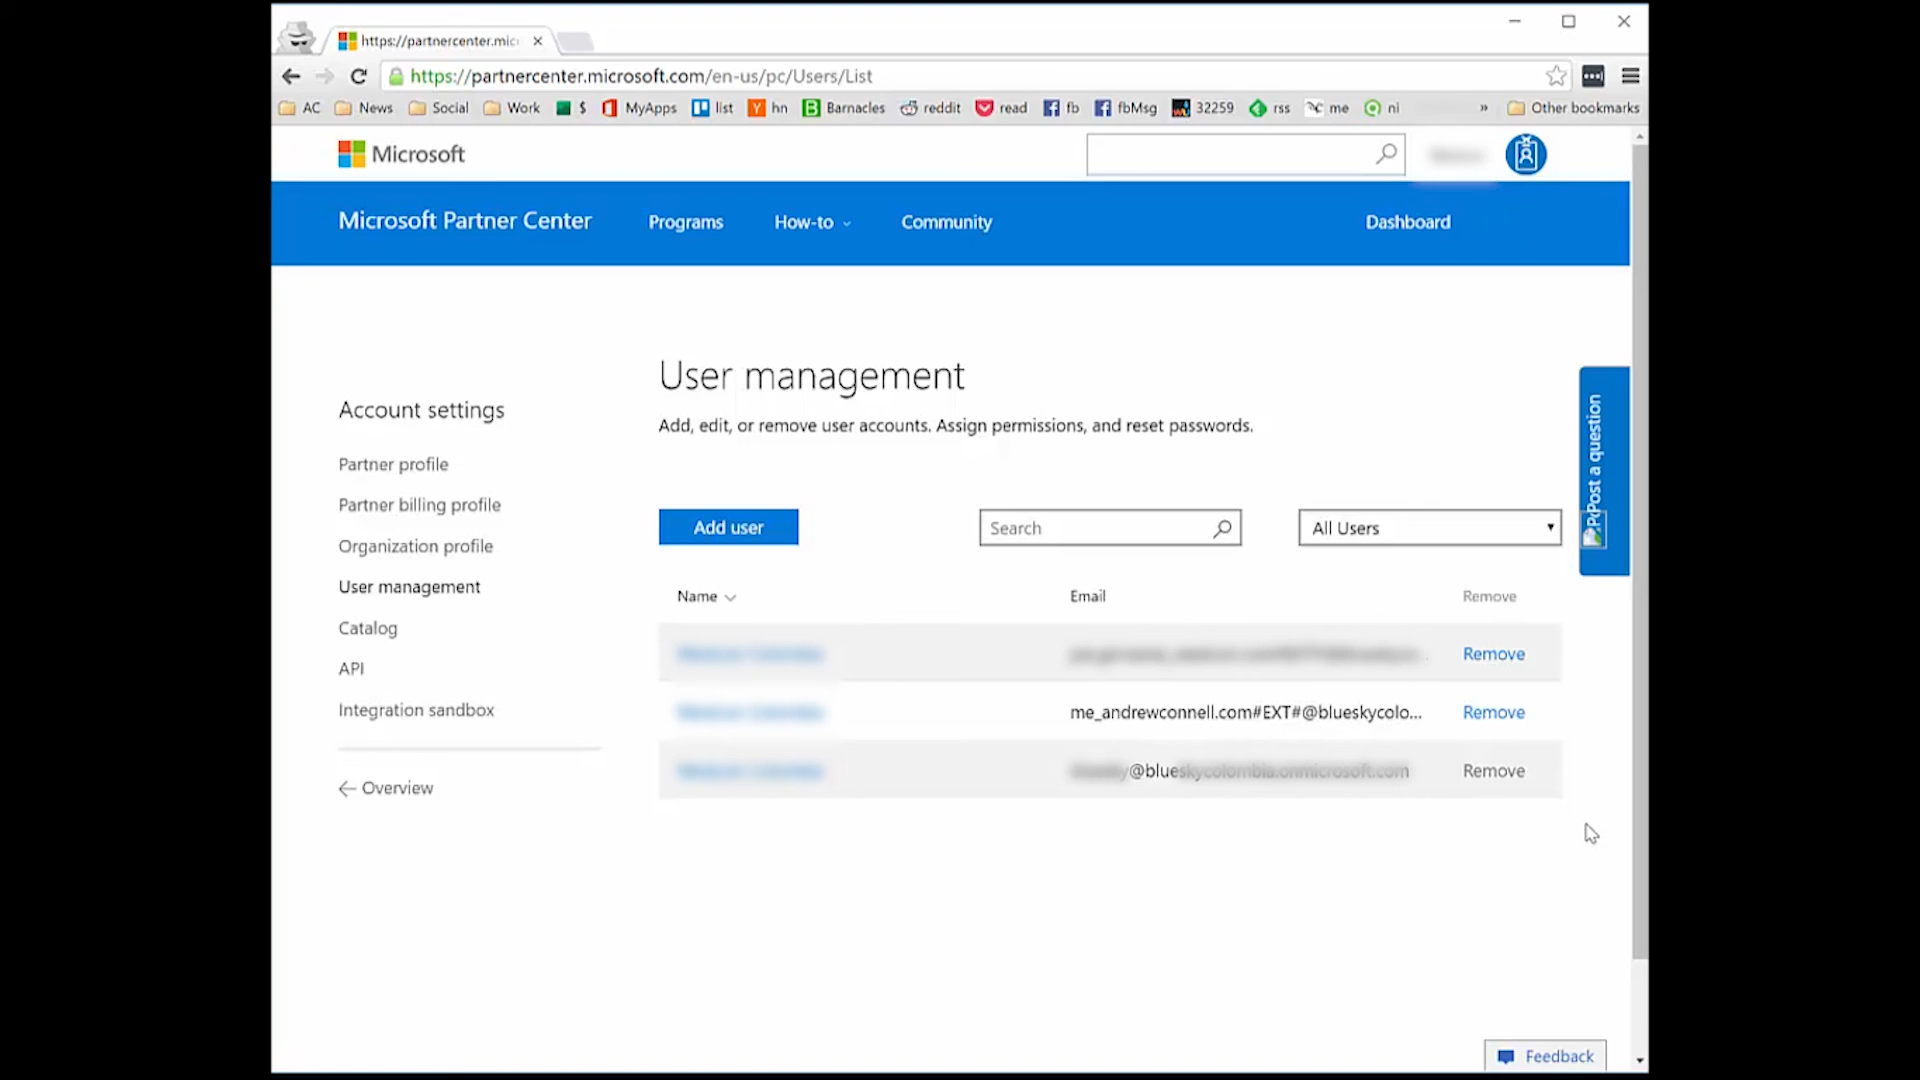 https://partnercenter.mic
https://partnercenter.microsoft.com/en-us/pc/Users/List
AC News Social Work $ MyApps list hn Barnacles reddit read fb fbMsg 32259 rss me ni » Other bookmarks
Microsoft
Microsoft Partner Center Programs How-to Community Dashboard
User management
Add, edit, or remove user accounts. Assign permissions, and reset passwords.
Account settings
Partner profile
Partner billing profile
Organization profile
User management
Catalog
API
Integration sandbox
Overview
Add user Search All Users
Post a question
Name Email Remove
Remove
me_andrewconnell.com#EXT#@blueskycolo... Remove
@blueskycolombia.onmicrosoft.com Remove
Feedback